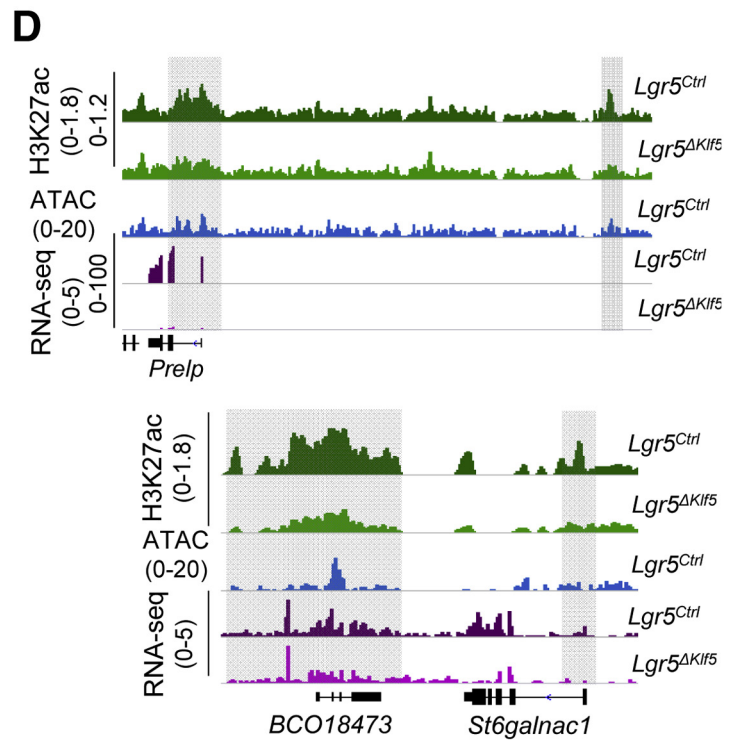 D
H3K27ac
(0-1.8)
0-1.2
Lgr5Ctrl
Lgr5ΔKlf5
ATAC
(0-20)
Lgr5Ctrl
RNA-seq
(0-5)
0-100
Lgr5Ctrl
Lgr5ΔKlf5
Prelp
H3K27ac
(0-1.8)
Lgr5Ctrl
Lgr5ΔKlf5
ATAC
(0-20)
Lgr5Ctrl
RNA-seq
(0-5)
Lgr5Ctrl
Lgr5ΔKlf5
BCO18473
St6galnac1